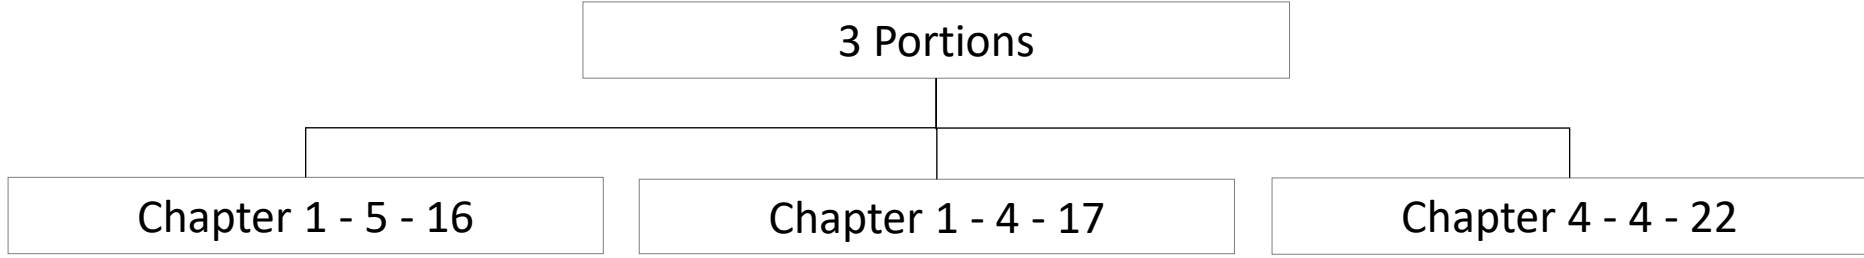 3 Portions
Chapter 1 - 5 - 16
Chapter 1 - 4 - 17
Chapter 4 - 4 - 22